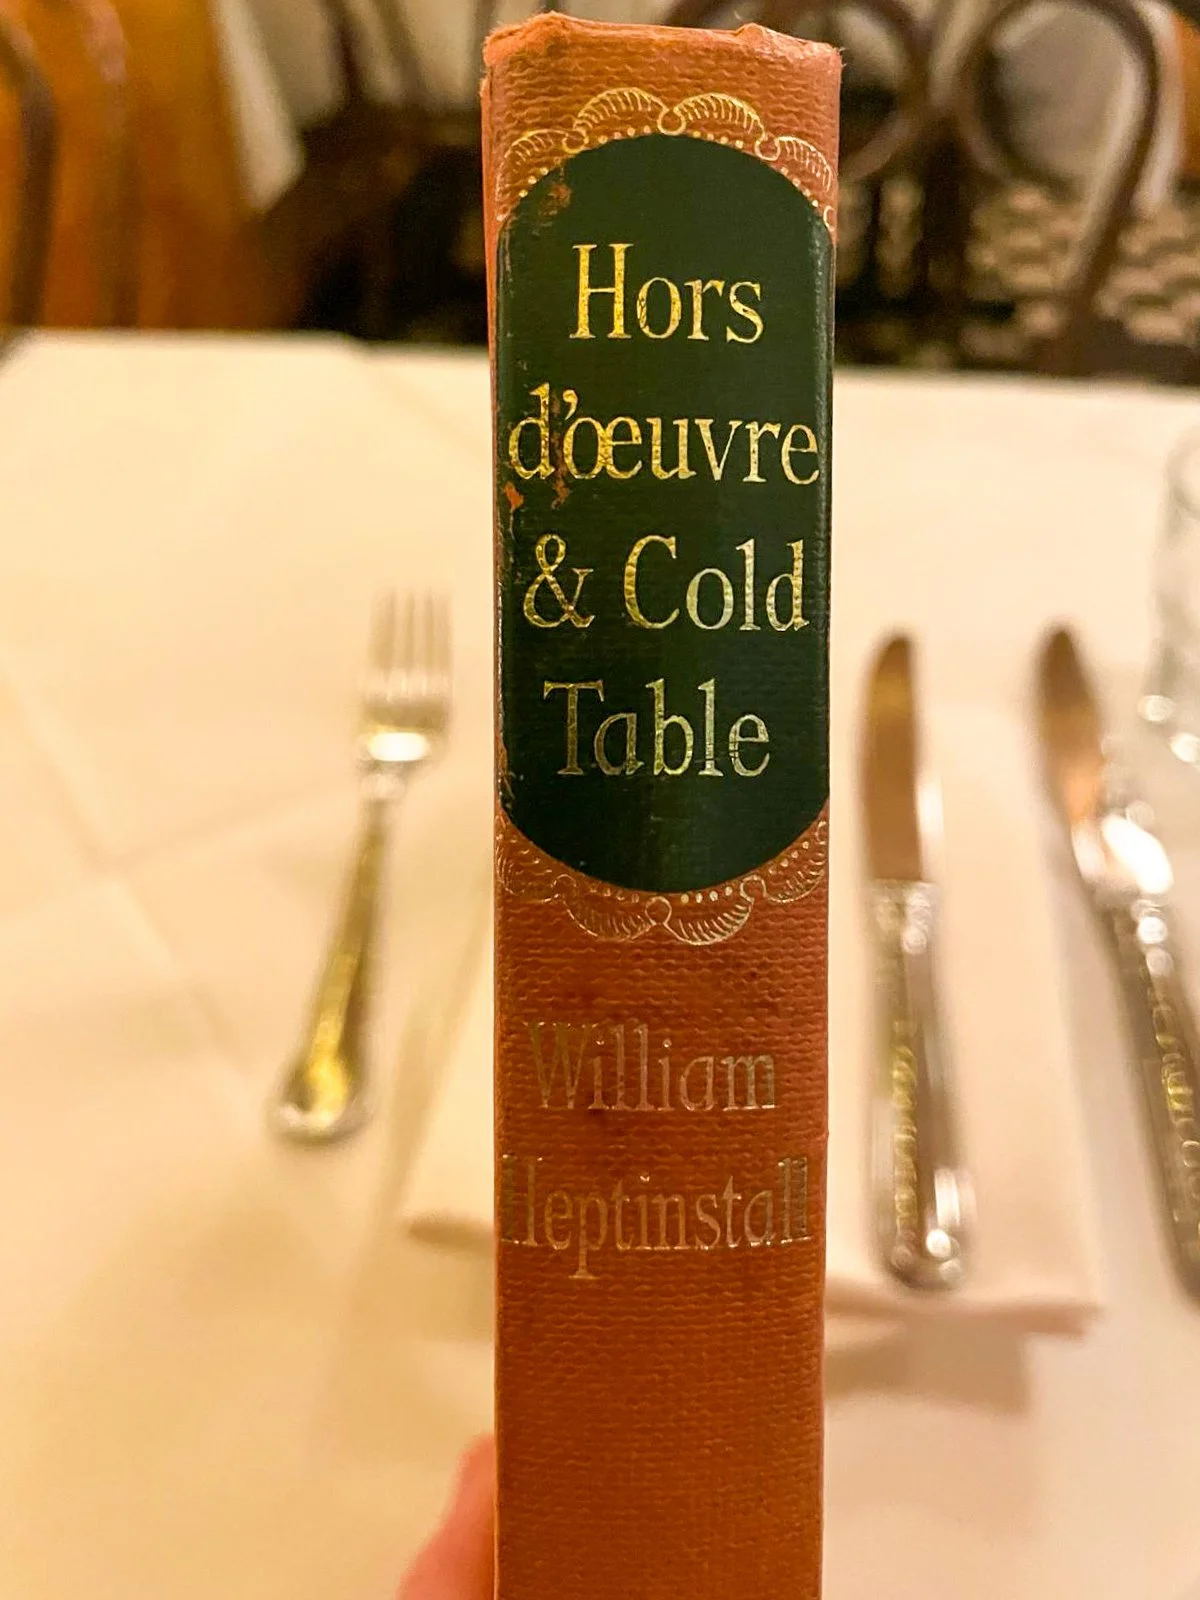 Hors
d'œuvre
& Cold
Table
William
Heptinstall